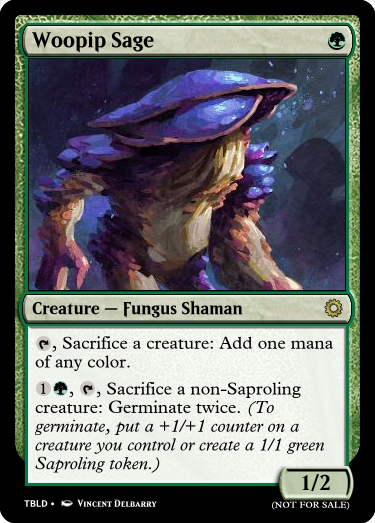 Woopip Sage
Creature — Fungus Shaman
, Sacrifice a creature: Add one mana
of any color.
1 , , Sacrifice a non-Saproling
creature: Germinate twice. (To
germinate, put a +1/+1 counter on a
creature you control or create a 1/1 green
Saproling token.)
1/2
TBLD • Vincent Delbarry
(NOT FOR SALE)